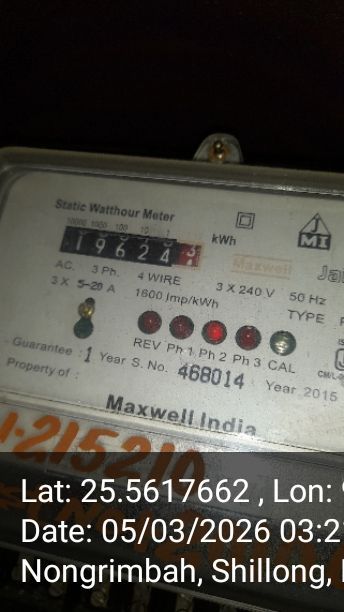 Static Watthour Meter
10000 1000 100 10 1
19624 kWh
JMI
Maxwell
AC. 3 Ph. 4 WIRE 3 X 240 V 50 Hz
3 X 5-20 A 1600 Imp/kWh TYPE
REV Ph 1 Ph 2 Ph 3 CAL
Guarantee : 1 Year S. No. 468014 Year 2015
Property of :
Maxwell India
Lat: 25.5617662 , Lon:
Date: 05/03/2026
Nongrimbah, Shillong,